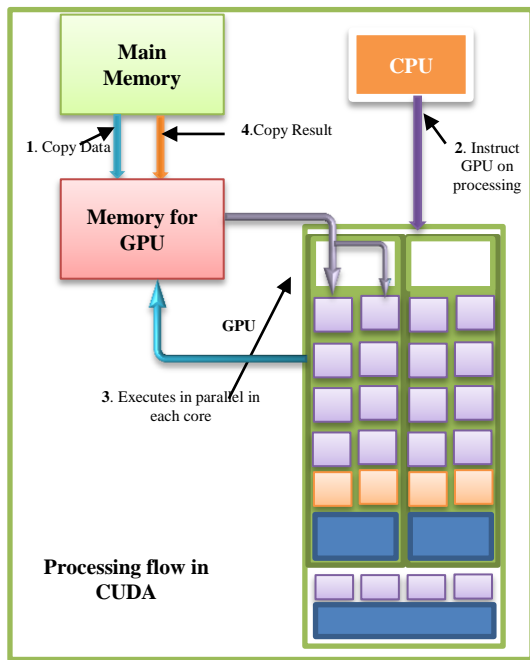 Main
Memory
CPU
1. Copy Data
4.Copy Result
2. Instruct
GPU on
processing
Memory for
GPU
GPU
3. Executes in parallel in
each core
Processing flow in
CUDA